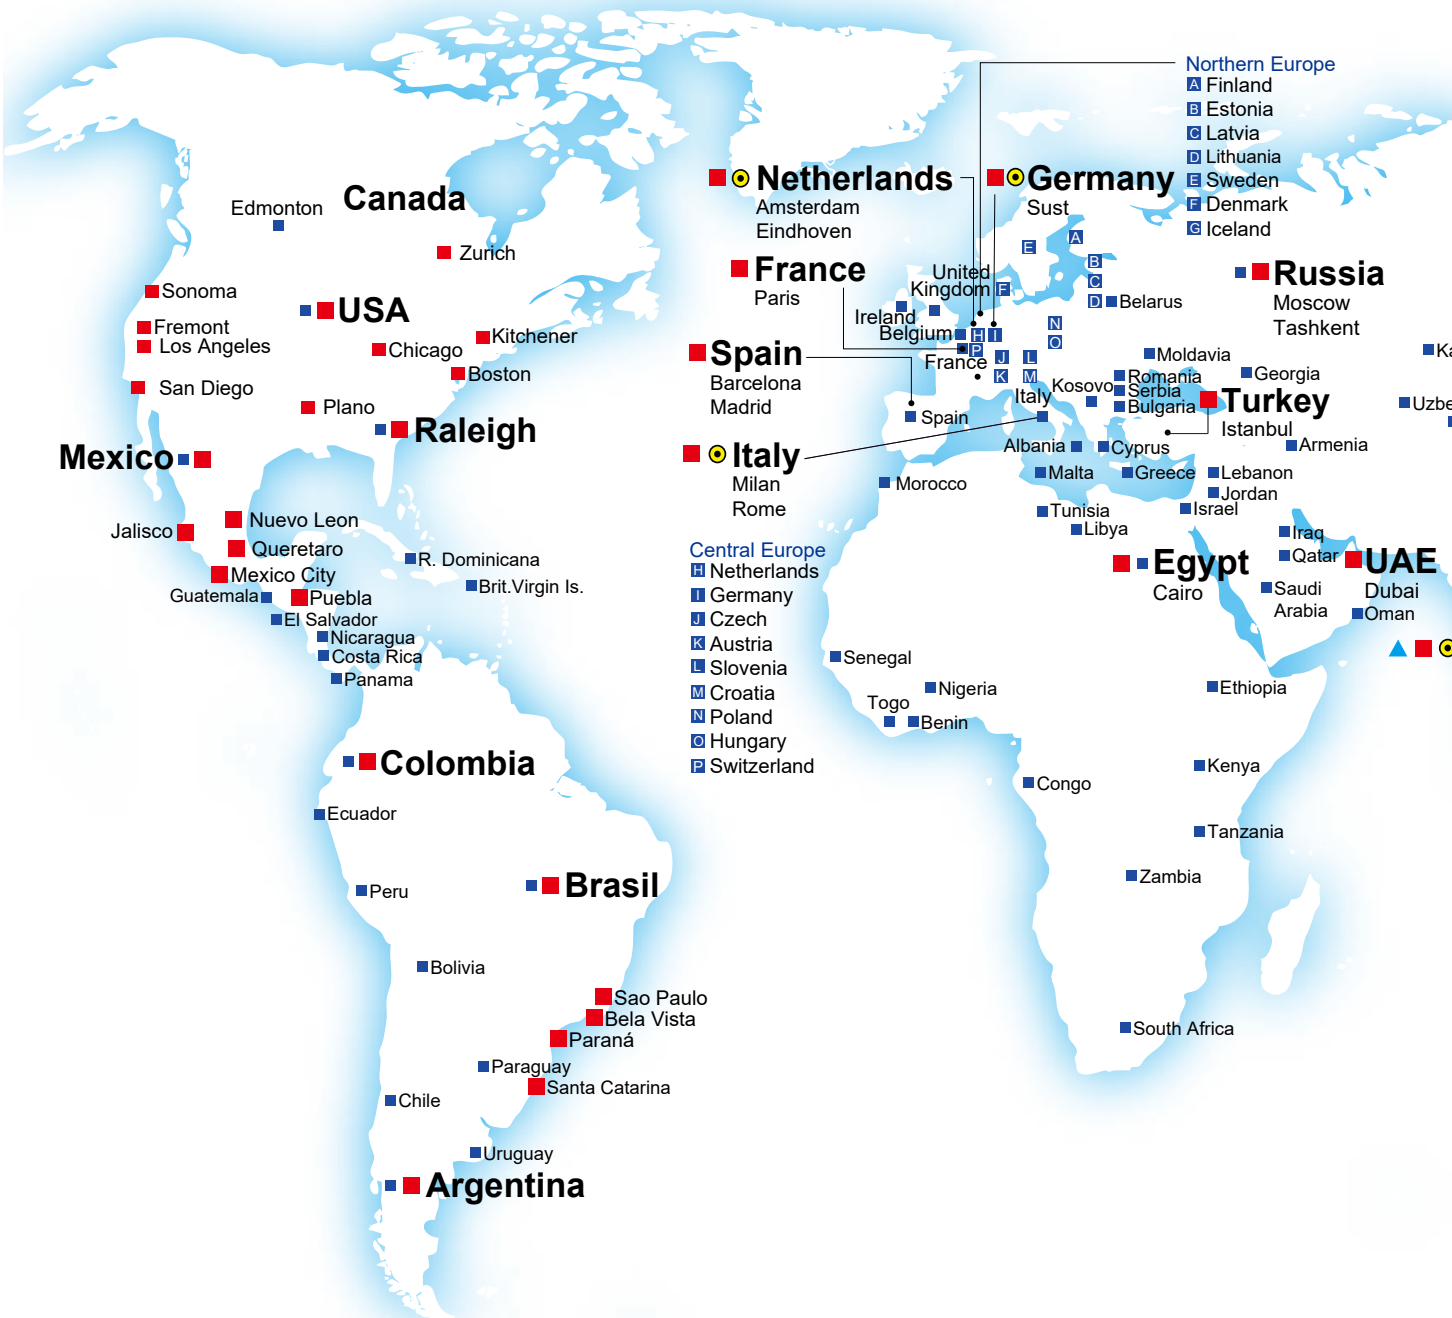 Canada
Edmonton
Zurich
Sonoma
USA
Fremont
Los Angeles
Kitchener
Chicago
Boston
San Diego
Plano
Raleigh
Mexico
Nuevo Leon
Jalisco
Queretaro
Mexico City
Guatemala
Puebla
El Salvador
Nicaragua
Costa Rica
Panama
R. Dominicana
Brit.Virgin Is.
Colombia
Ecuador
Peru
Brasil
Bolivia
Sao Paulo
Bela Vista
Paraná
Paraguay
Santa Catarina
Chile
Uruguay
Argentina
Netherlands
Amsterdam
Eindhoven
France
Paris
Spain
Barcelona
Madrid
Italy
Milan
Rome
Central Europe
H Netherlands
I Germany
J Czech
K Austria
L Slovenia
M Croatia
N Poland
O Hungary
P Switzerland
Germany
Sust
Northern Europe
A Finland
B Estonia
C Latvia
D Lithuania
E Sweden
F Denmark
G Iceland
E
A
B
C
D
Belarus
United
Kingdom
F
Ireland
Belgium
H
I
P
France
J
K
L
M
N
O
Spain
Italy
Moldavia
Romania
Kosovo
Serbia
Bulgaria
Georgia
Russia
Moscow
Tashkent
Turkey
Istanbul
Ka
Uzbe
Armenia
Albania
Cyprus
Malta
Greece
Lebanon
Jordan
Israel
Morocco
Tunisia
Libya
Iraq
Qatar
Egypt
Cairo
UAE
Dubai
Saudi
Arabia
Oman
Senegal
Nigeria
Togo
Benin
Ethiopia
Congo
Kenya
Tanzania
Zambia
South Africa